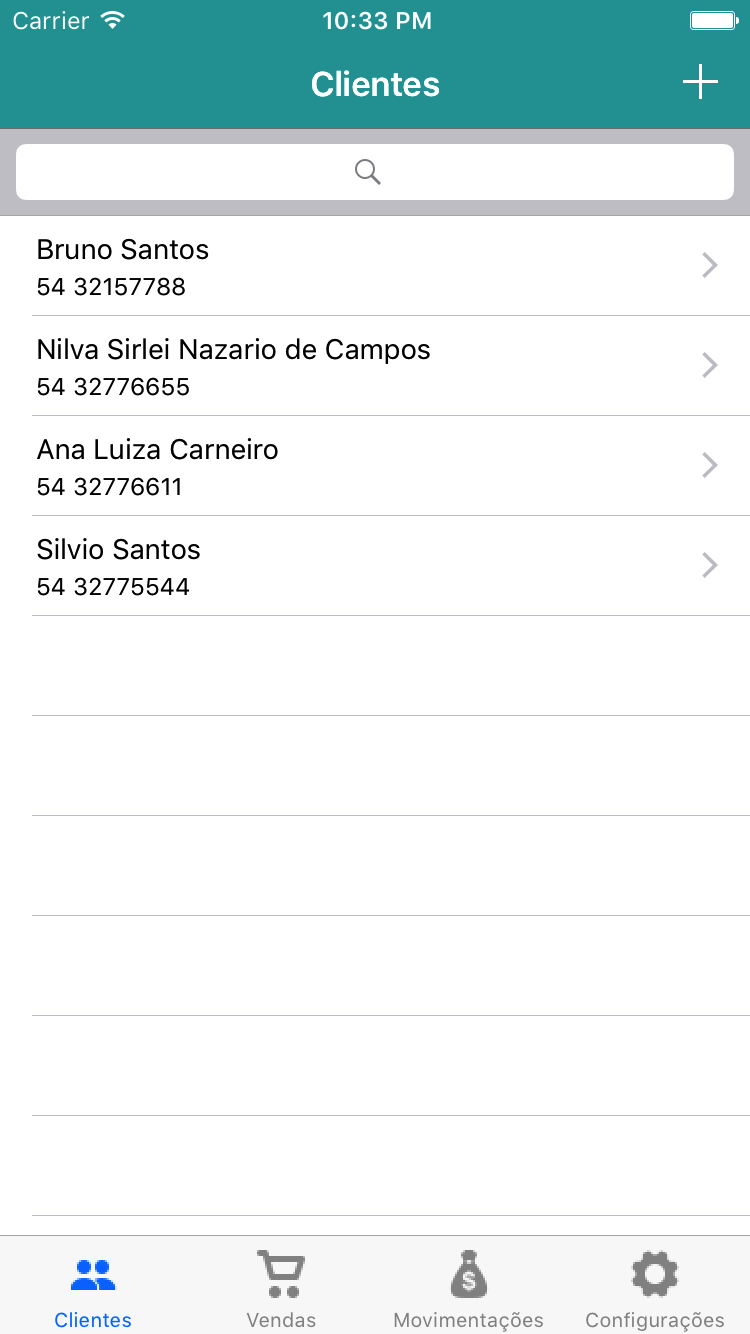 Carrier 10:33 PM
Clientes
Bruno Santos
54 32157788
Nilva Sirlei Nazario de Campos
54 32776655
Ana Luiza Carneiro
54 32776611
Silvio Santos
54 32775544
Clientes Vendas Movimentações Configurações